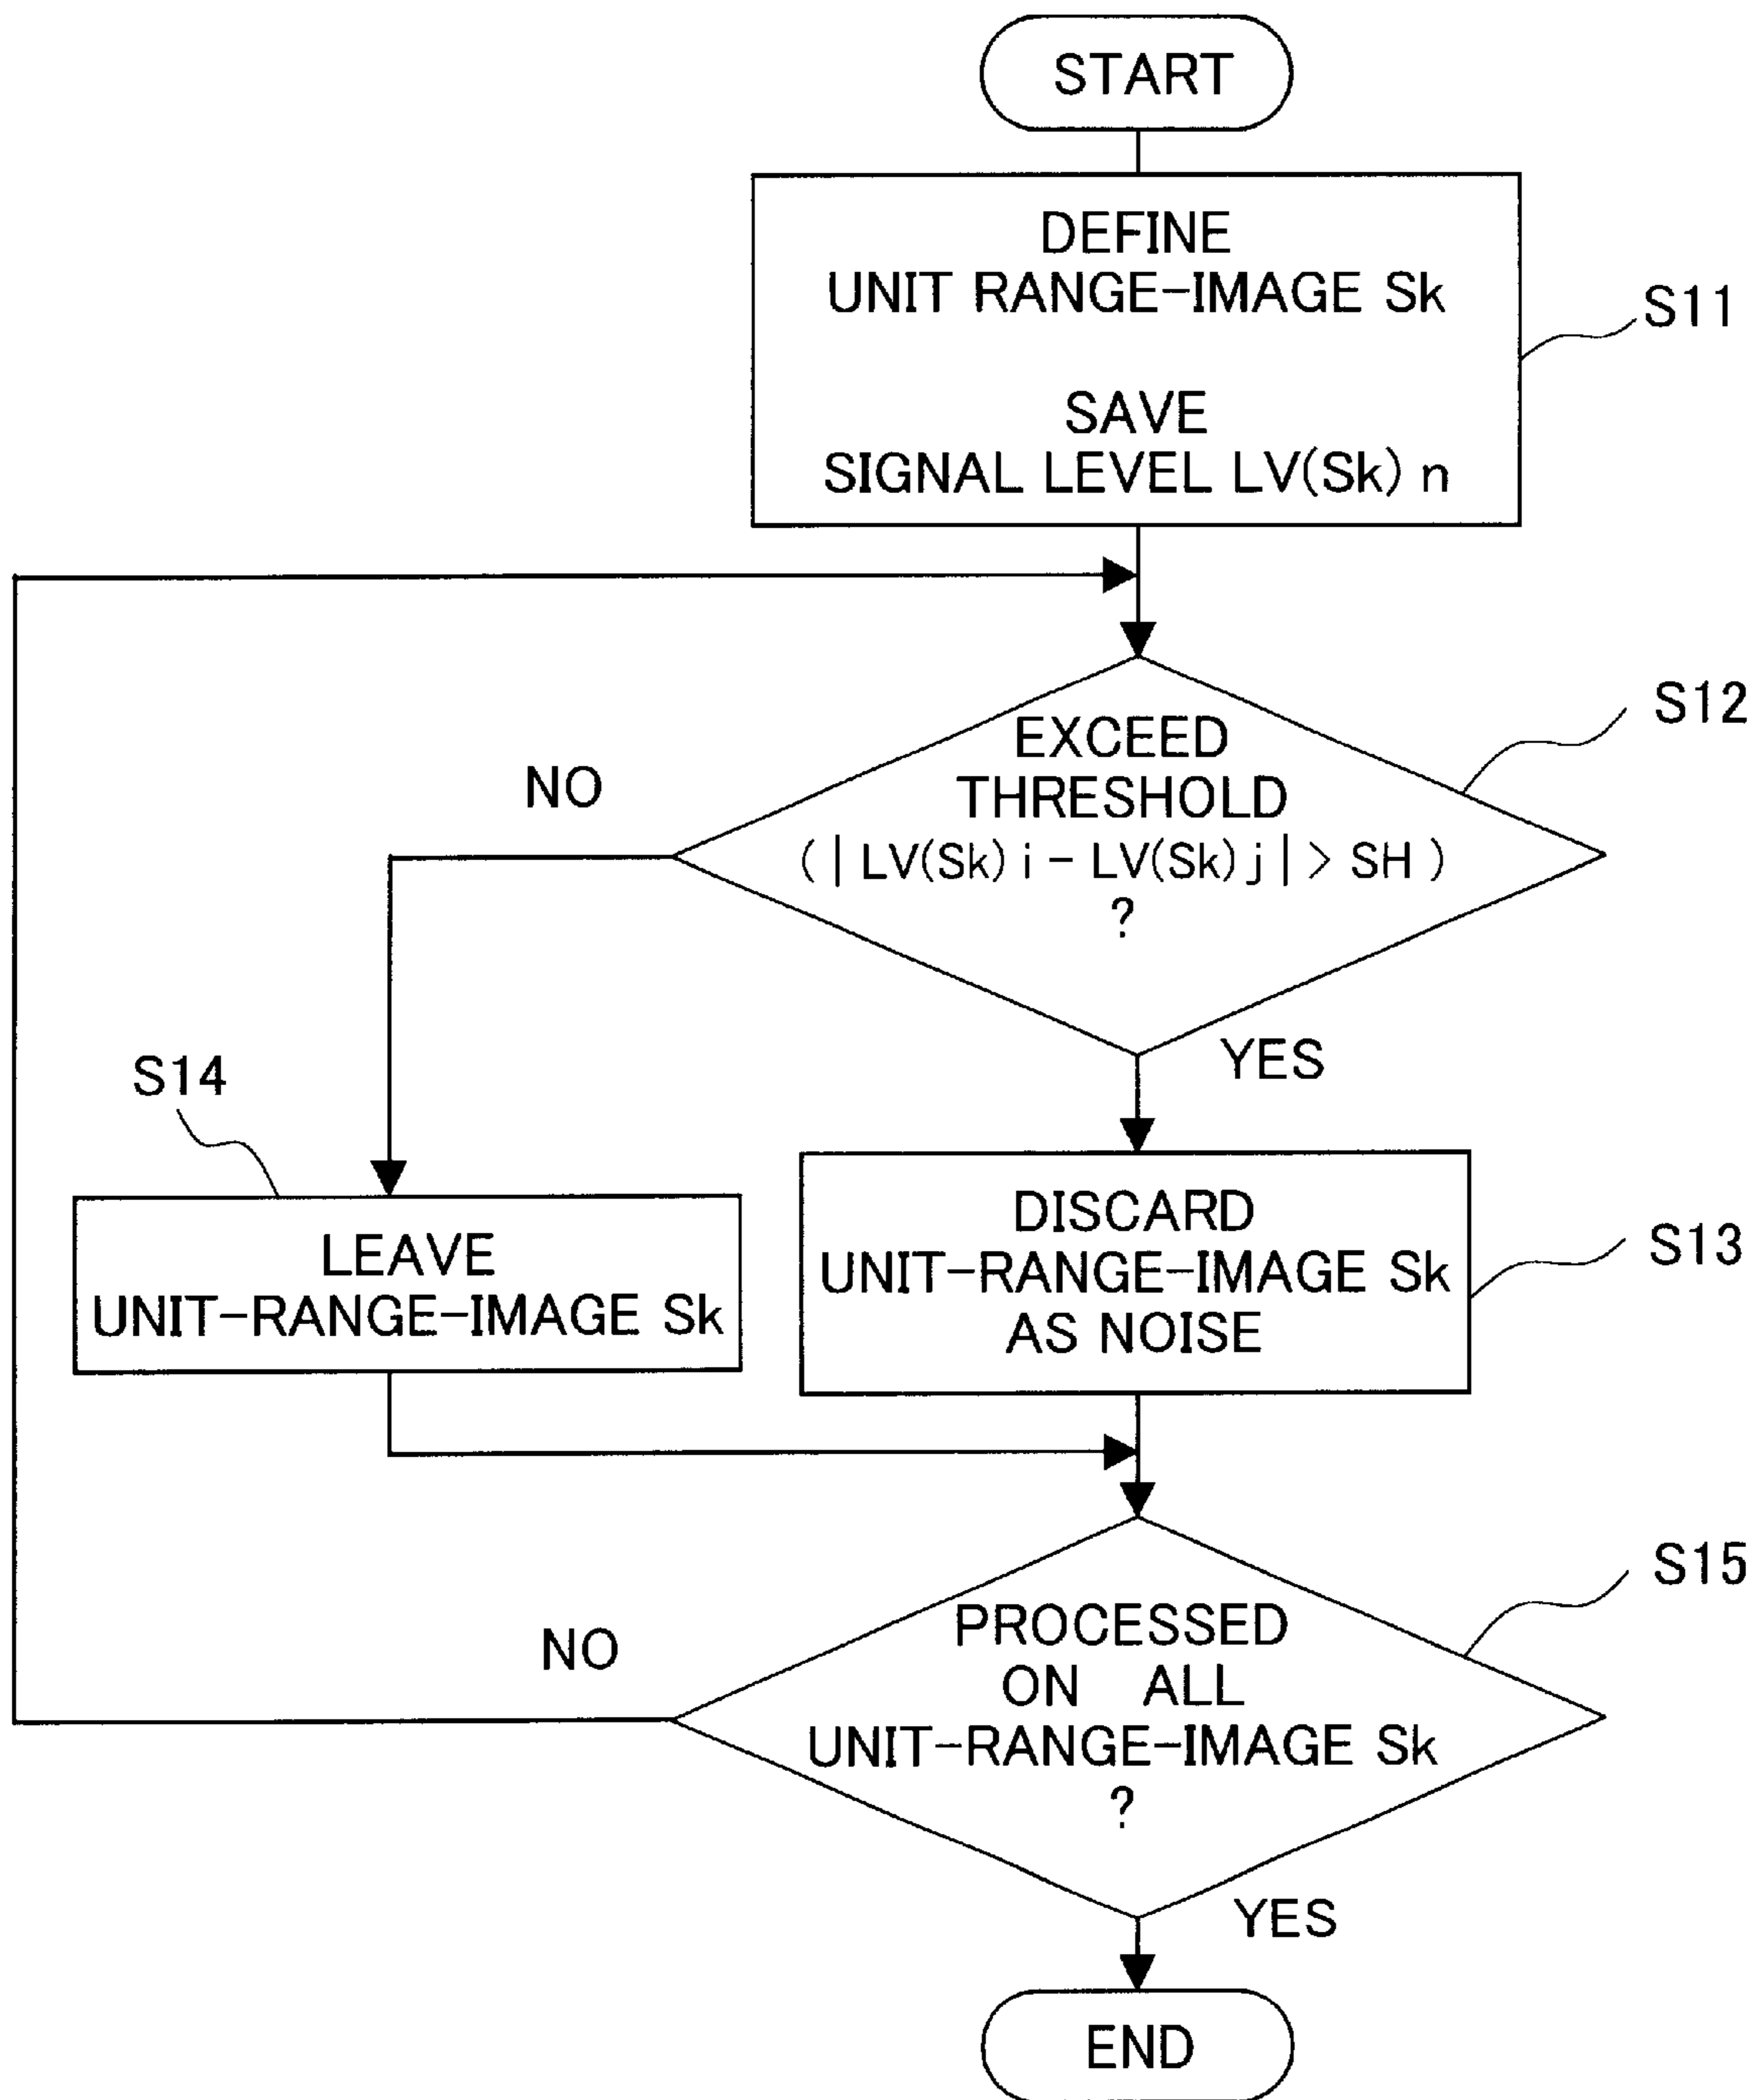 START
DEFINE
UNIT RANGE-IMAGE Sk
SAVE
SIGNAL LEVEL LV(Sk) n
S11
EXCEED
THRESHOLD
( | LV(Sk) i - LV(Sk) j | > SH )
?
S12
NO
YES
S14
LEAVE
UNIT-RANGE-IMAGE Sk
DISCARD
UNIT-RANGE-IMAGE Sk
AS NOISE
S13
PROCESSED
ON ALL
UNIT-RANGE-IMAGE Sk
?
S15
NO
YES
END